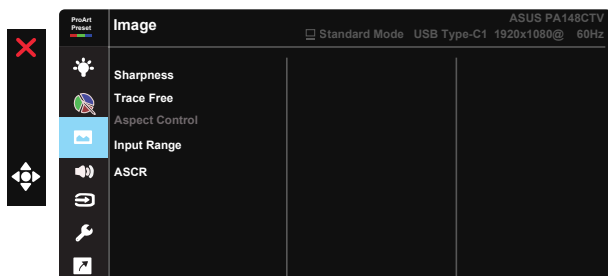 ProArt
Preset
Image
ASUS PA148CTV
Standard Mode USB Type-C1 1920x1080@ 60Hz
Sharpness
Trace Free
Aspect Control
Input Range
ASCR